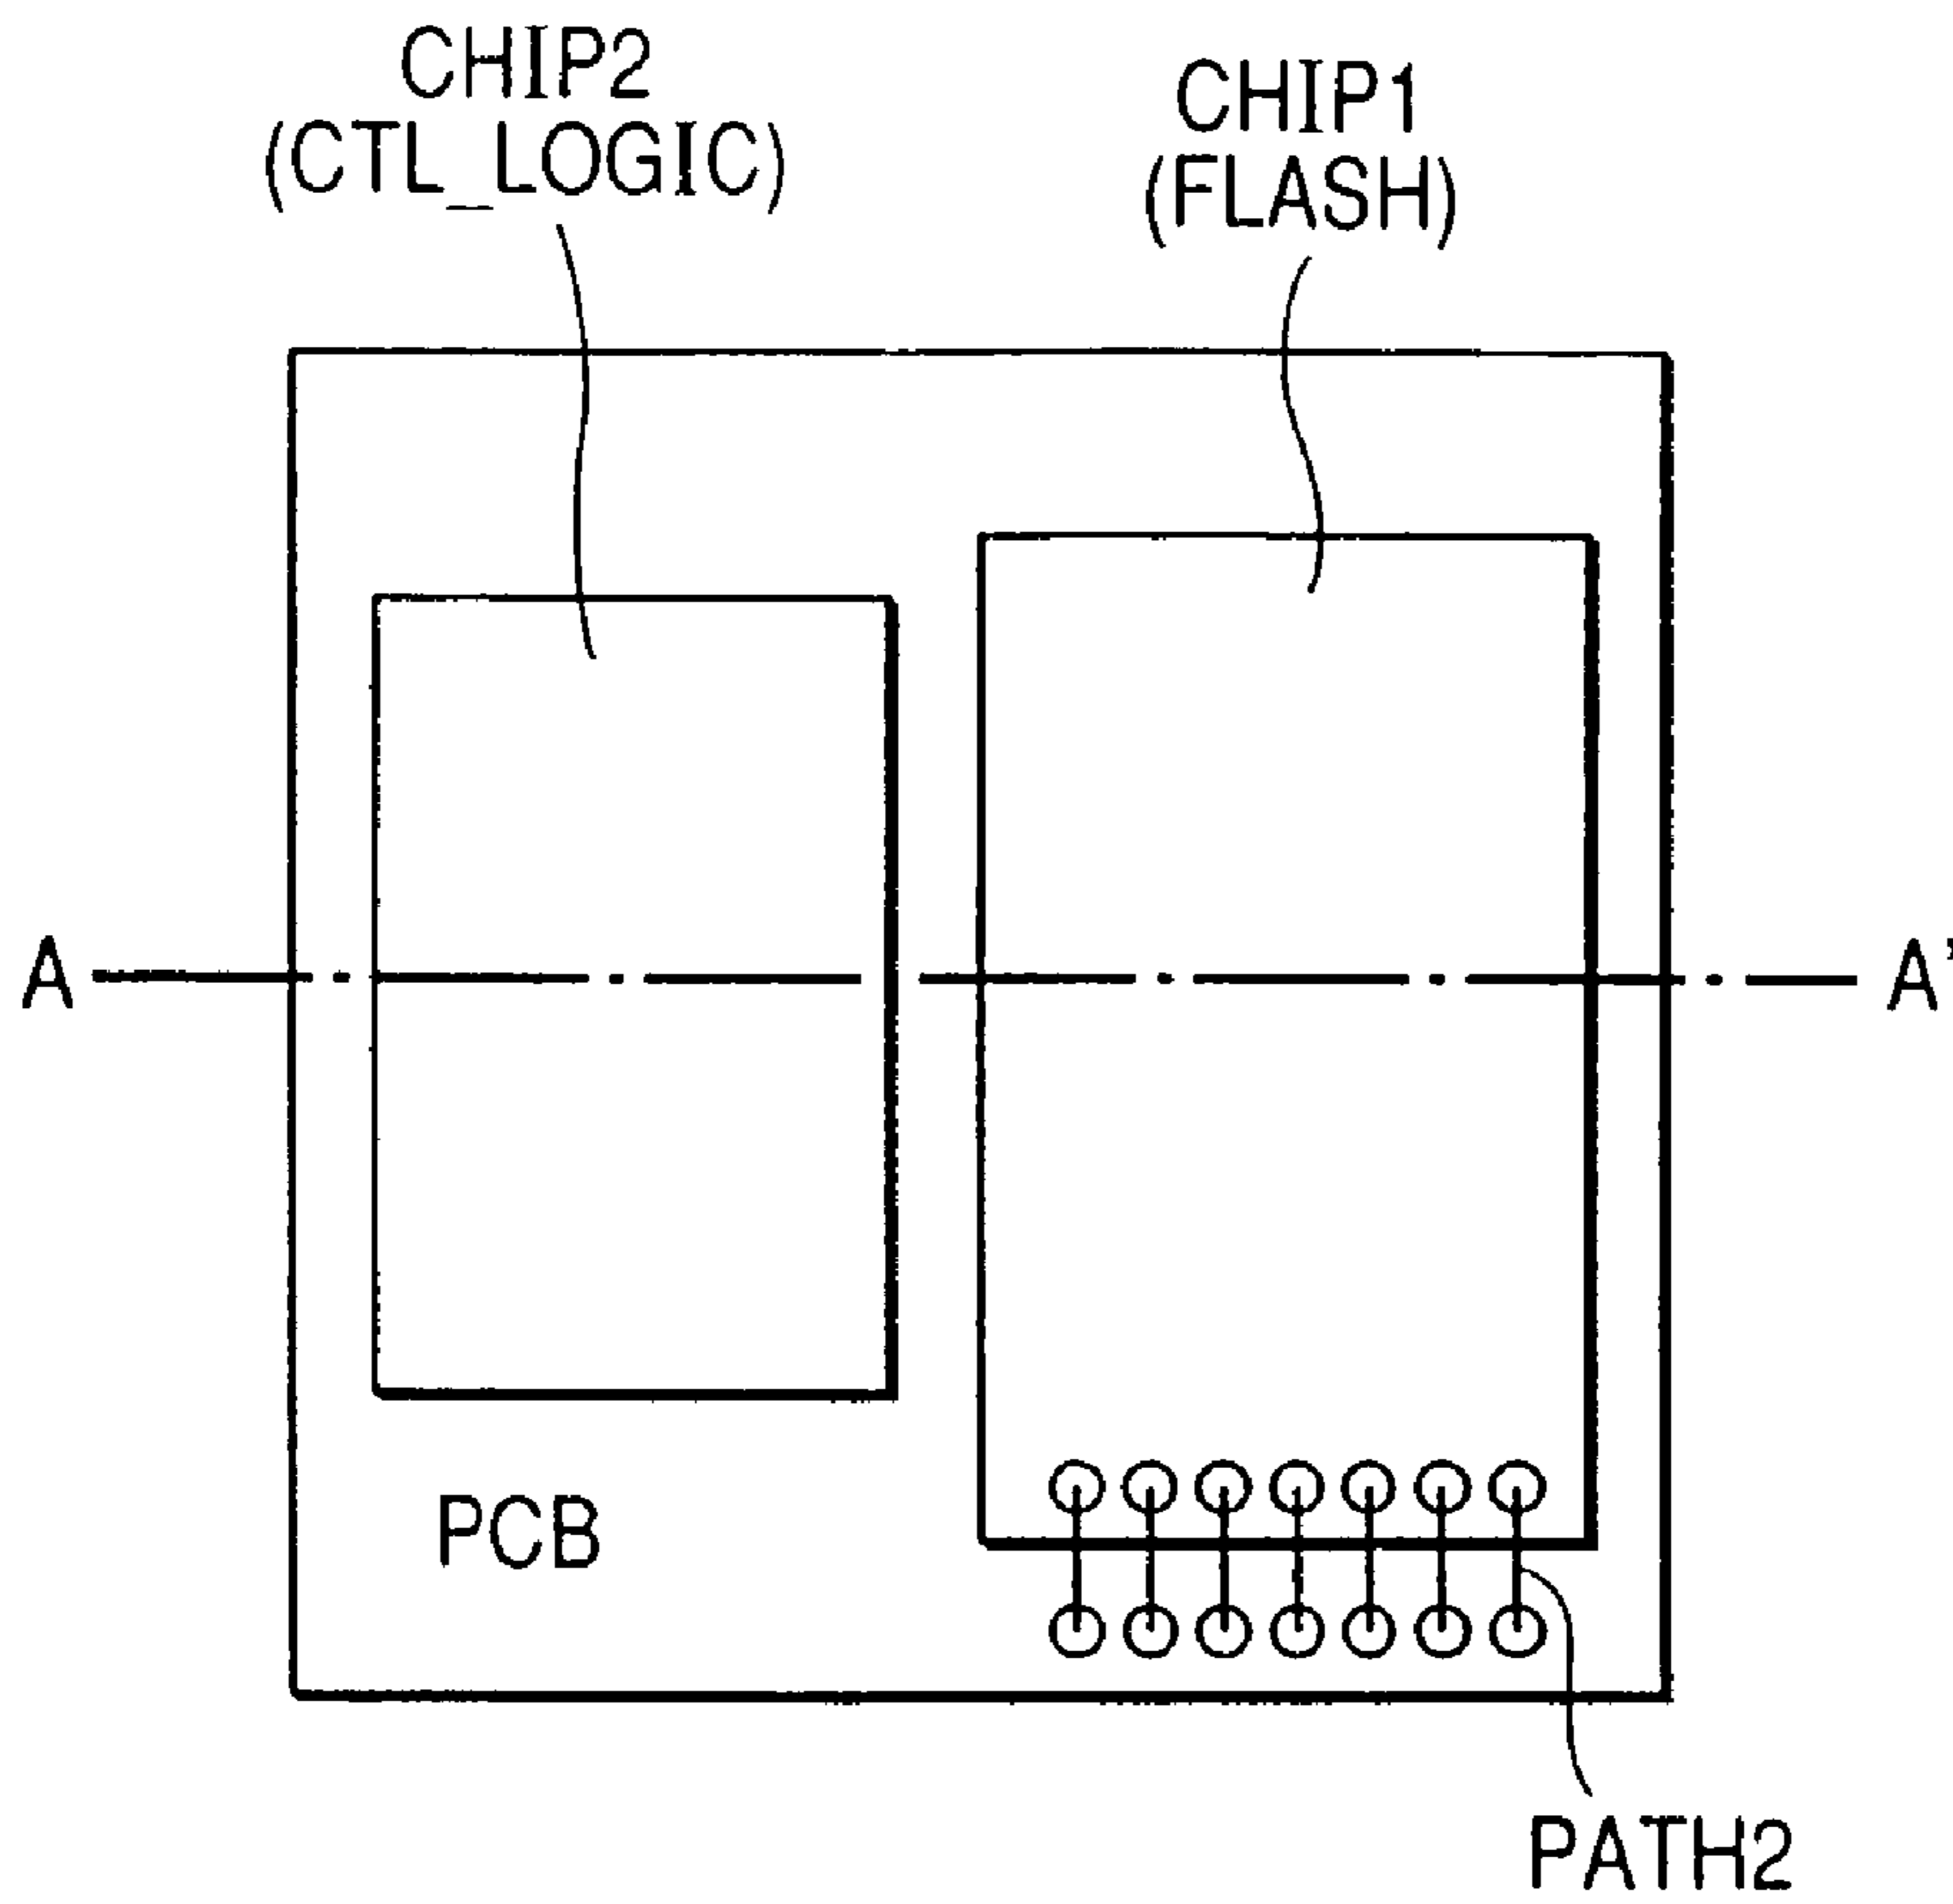 CHIP2
(CTL_LOGIC)
CHIP1
(FLASH)
A
A'
PCB
PATH2